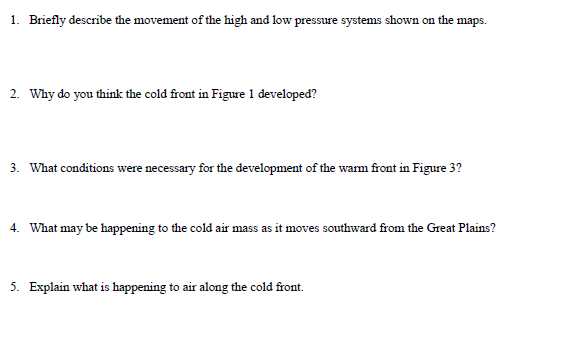 1. Briefly describe the movement of the high and low pressure systems shown on the maps.
2. Why do you think the cold front in Figure 1 developed?
3. What conditions were necessary for the development of the warm front in Figure 3?
4. What may be happening to the cold air mass as it moves southward from the Great Plains?
5. Explain what is happening to air along the cold front.